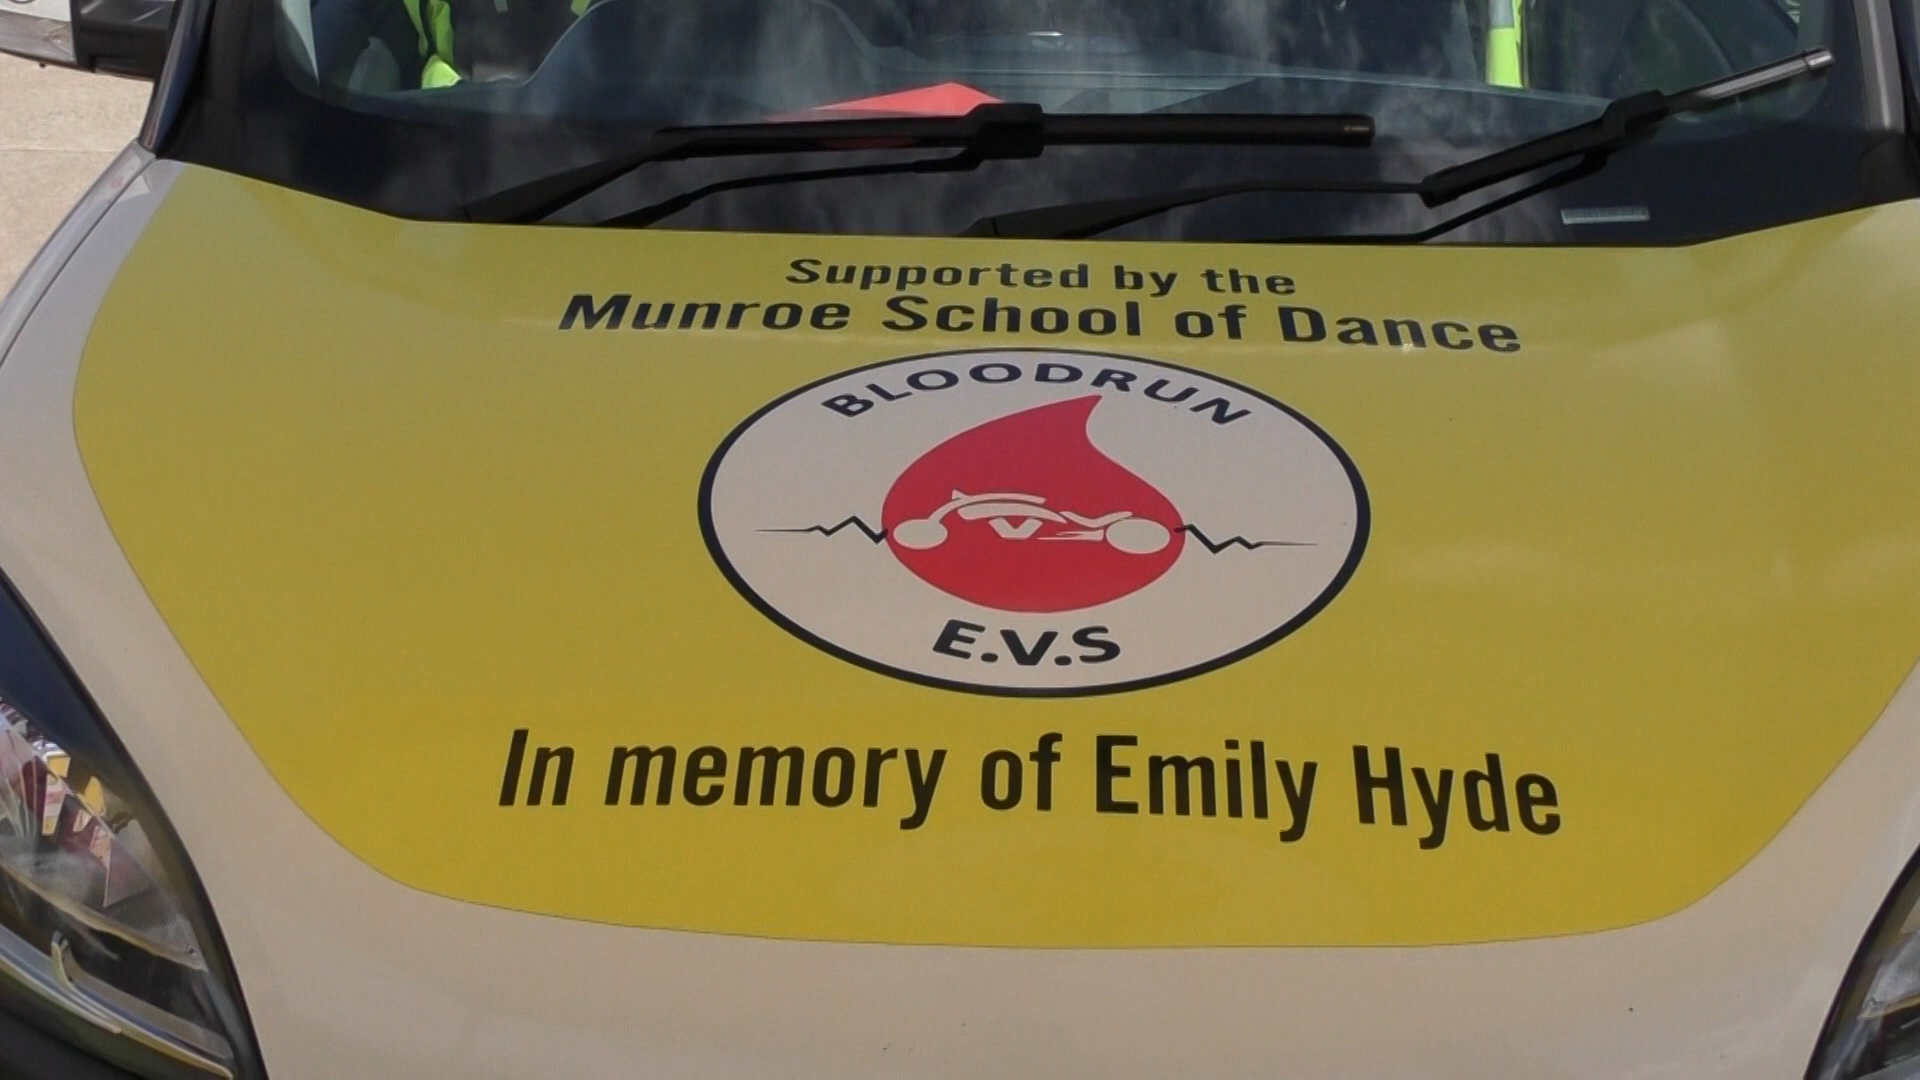 Supported by the
Munroe School of Dance
BLOODRUN
E.V.S
In memory of Emily Hyde